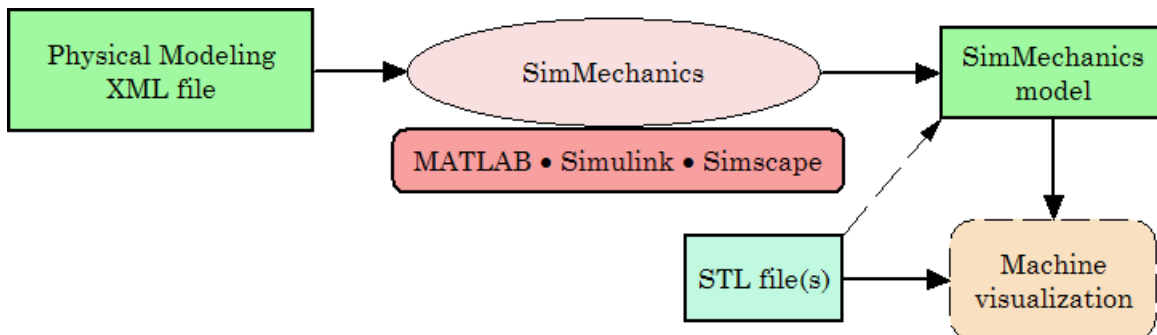 Physical Modeling
XML file
SimMechanics
SimMechanics
model
MATLAB ● Simulink ● Simscape
STL file(s)
Machine
visualization